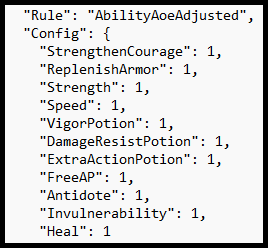 "Rule": "AbilityAoeAdjusted",
"Config": {
"StrengthenCourage": 1,
"ReplenishArmor": 1,
"Strength": 1,
"Speed": 1,
"VigorPotion": 1,
"DamageResistPotion": 1,
"ExtraActionPotion": 1,
"FreeAP": 1,
"Antidote": 1,
"Invulnerability": 1,
"Heal": 1